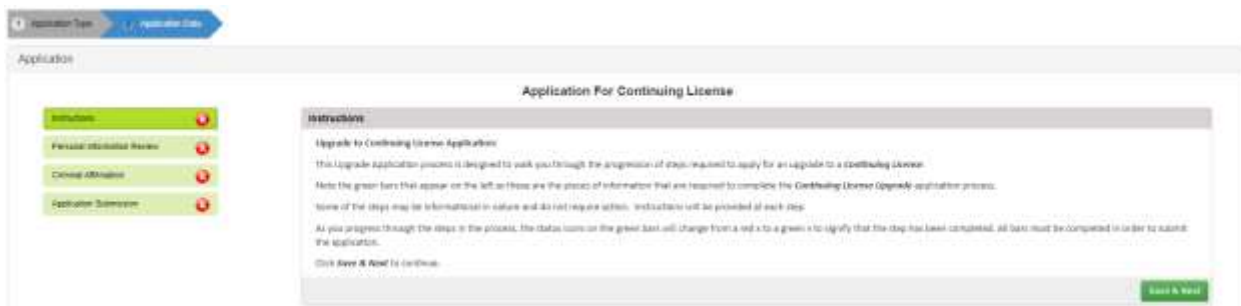 Application Type
Application Data
Application
Application For Continuing License
Instructions
Personal Information Review
Criminal Affirmation
Application Submission
Instructions
Upgrade to Continuing License Application:
This Upgrade Application process is designed to walk you through the progression of steps required to apply for an upgrade to a Continuing License.
Note the green bars that appear on the left as these are the pieces of information that are required to complete the Continuing License Upgrade application process.
Some of the steps may be informational in nature and do not require action. Instructions will be provided at each step.
As you progress through the steps in the process, the status icons on the green bars will change from a red x to a green v to signify that the step has been completed. All bars must be completed in order to submit
the application.
Click Save & Next to continue.
Save & Next